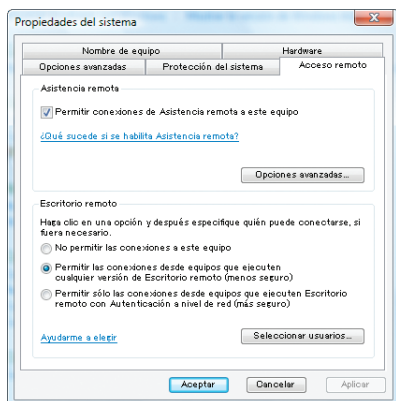 Propiedades del sistema
Nombre de equipo Hardware
Opciones avanzadas Protección del sistema Acceso remoto
Asistencia remota
Permitir conexiones de Asistencia remota a este equipo
¿Qué sucede si se habilita Asistencia remota?
Opciones avanzadas...
Escritorio remoto
Haga clic en una opción y después especifique quién puede conectarse, si
fuera necesario.
No permitir las conexiones a este equipo
Permitir las conexiones desde equipos que ejecuten
cualquier versión de Escritorio remoto (menos seguro)
Permitir sólo las conexiones desde equipos que ejecuten Escritorio
remoto con Autenticación a nivel de red (más seguro)
Ayudarme a elegir Seleccionar usuarios...
Aceptar Cancelar Aplicar